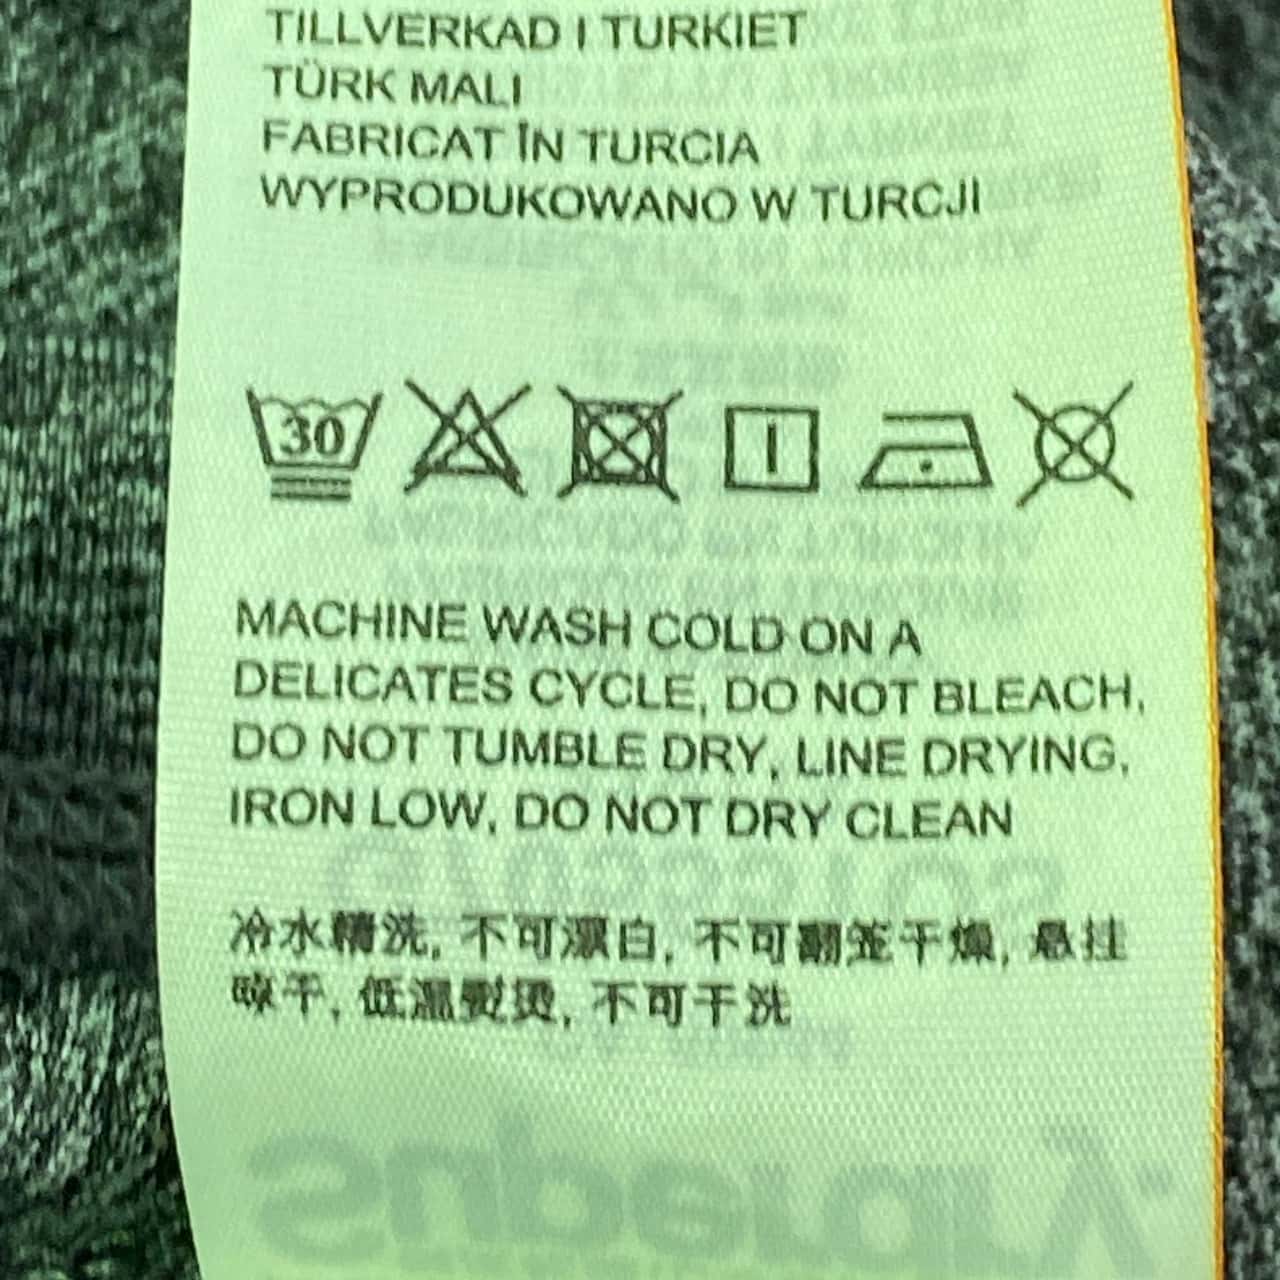 TILLVERKAD I TURKIET
TÜRK MALI
FABRICAT ÎN TURCIA
WYPRODUKOWANO W TURCJI
30
MACHINE WASH COLD ON A
DELICATES CYCLE, DO NOT BLEACH,
DO NOT TUMBLE DRY, LINE DRYING,
IRON LOW, DO NOT DRY CLEAN
冷水精洗, 不可漂白, 不可翻笼干燥, 悬挂
晾干, 低温熨烫, 不可干洗
Superdry.